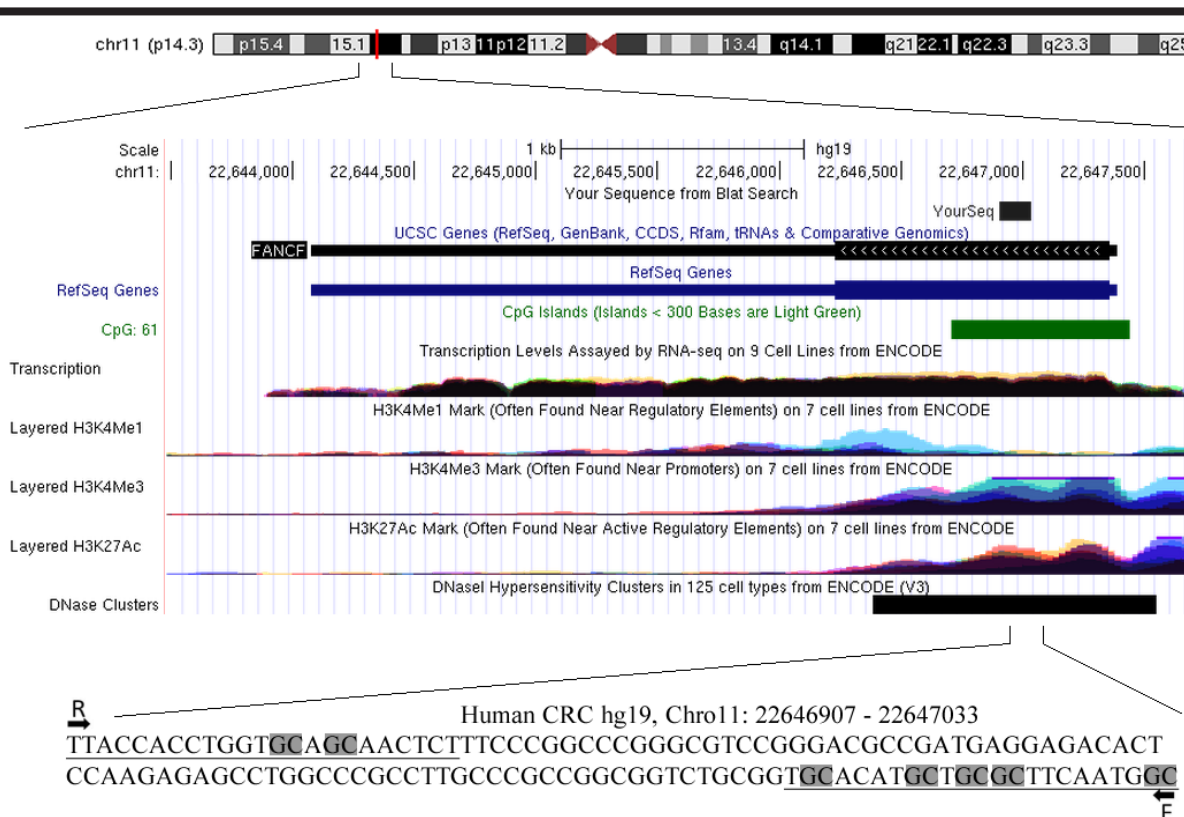 chr11 (p14.3) p15.4 15.1 p13 11p12 11.2 13.4 q14.1 q21 22.1 q22.3 q23.3 q25
Scale 1 kb hg19
chr11: 22,644,000 22,644,500 22,645,000 22,645,500 22,646,000 22,646,500 22,647,000 22,647,500
Your Sequence from Blat Search
YourSeq
UCSC Genes (RefSeq, GenBank, CCDS, Rfam, tRNAs & Comparative Genomics)
FANCF
RefSeq Genes
RefSeq Genes
CpG Islands (Islands < 300 Bases are Light Green)
CpG: 61
Transcription Levels Assayed by RNA-seq on 9 Cell Lines from ENCODE
Transcription
H3K4Me1 Mark (Often Found Near Regulatory Elements) on 7 cell lines from ENCODE
Layered H3K4Me1
H3K4Me3 Mark (Often Found Near Promoters) on 7 cell lines from ENCODE
Layered H3K4Me3
H3K27Ac Mark (Often Found Near Active Regulatory Elements) on 7 cell lines from ENCODE
Layered H3K27Ac
DNaseI Hypersensitivity Clusters in 125 cell types from ENCODE (V3)
DNase Clusters
R
Human CRC hg19, Chro11: 22646907 - 22647033
TTACCACCTGGTGCAGCAACTCTTTCCCGGCCCGGGCGTCCGGGGACGCCGATGAGGAGACACT
CCAAGAGAGCCTGGCCCGCCTTGCCCGCCGGCGGTCTGCGGTGCACATGCTGCGCTTCAATGGC
F